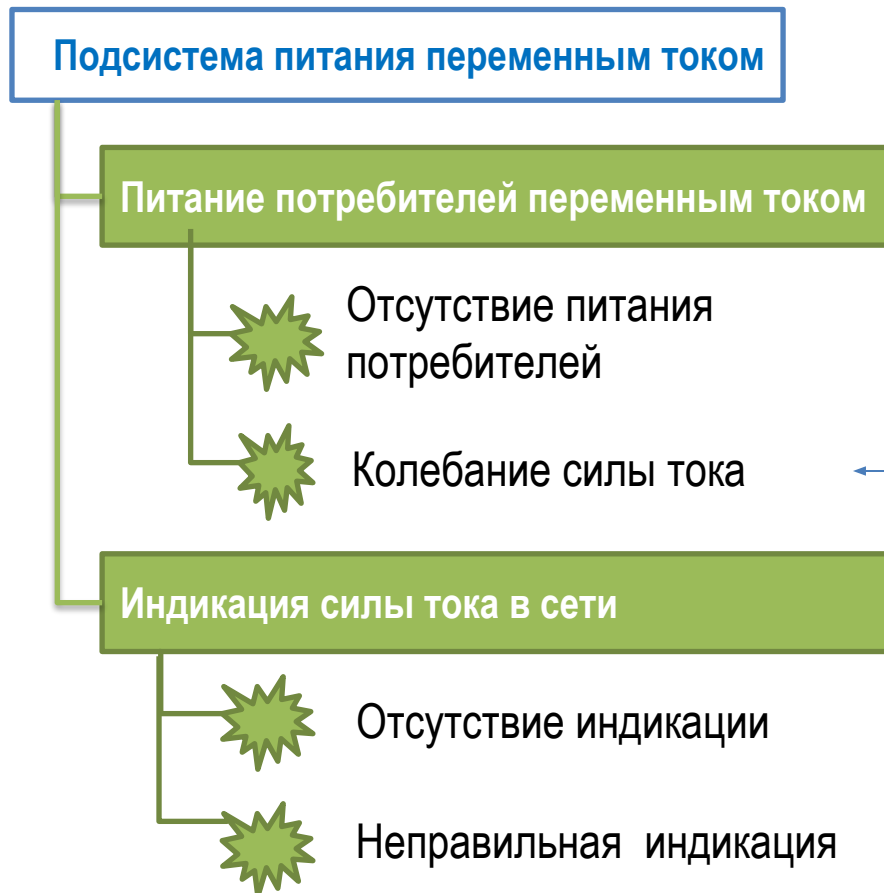 Подсистема питания переменным током
Питание потребителей переменным током
Отсутствие питания
потребителей
Колебание силы тока
Индикация силы тока в сети
Отсутствие индикации
Неправильная индикация